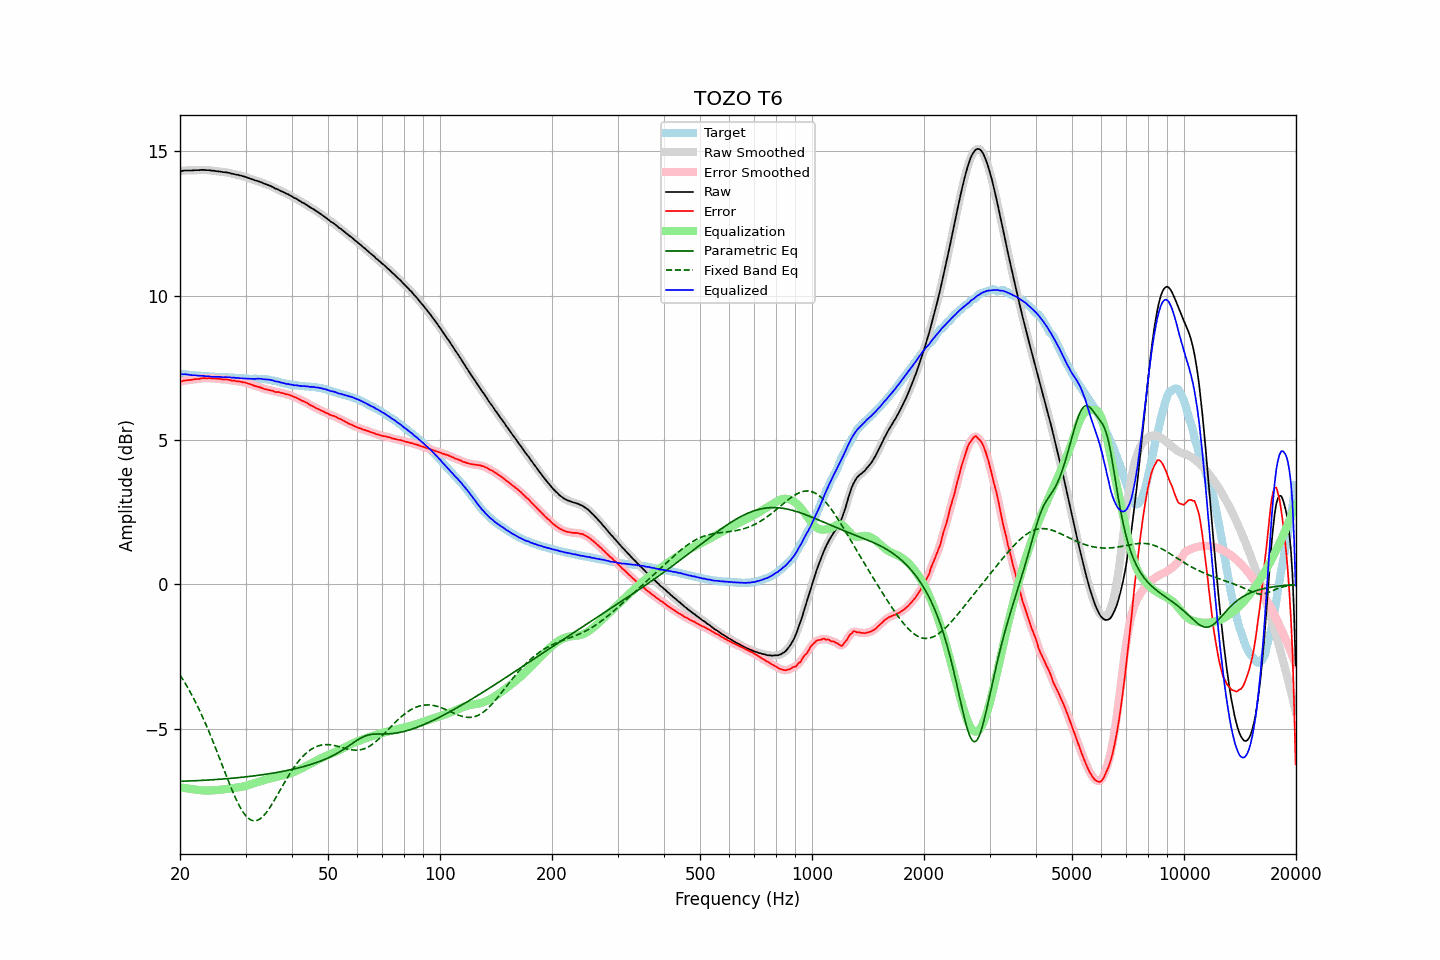 TOZO T6
Target
Raw Smoothed
Error Smoothed
Raw
Error
Equalization
Parametric Eq
Fixed Band Eq
Equalized
Amplitude (dBr)
15
10
5
0
−5
20
50
100
200
500
1000
2000
5000
10000
20000
Frequency (Hz)